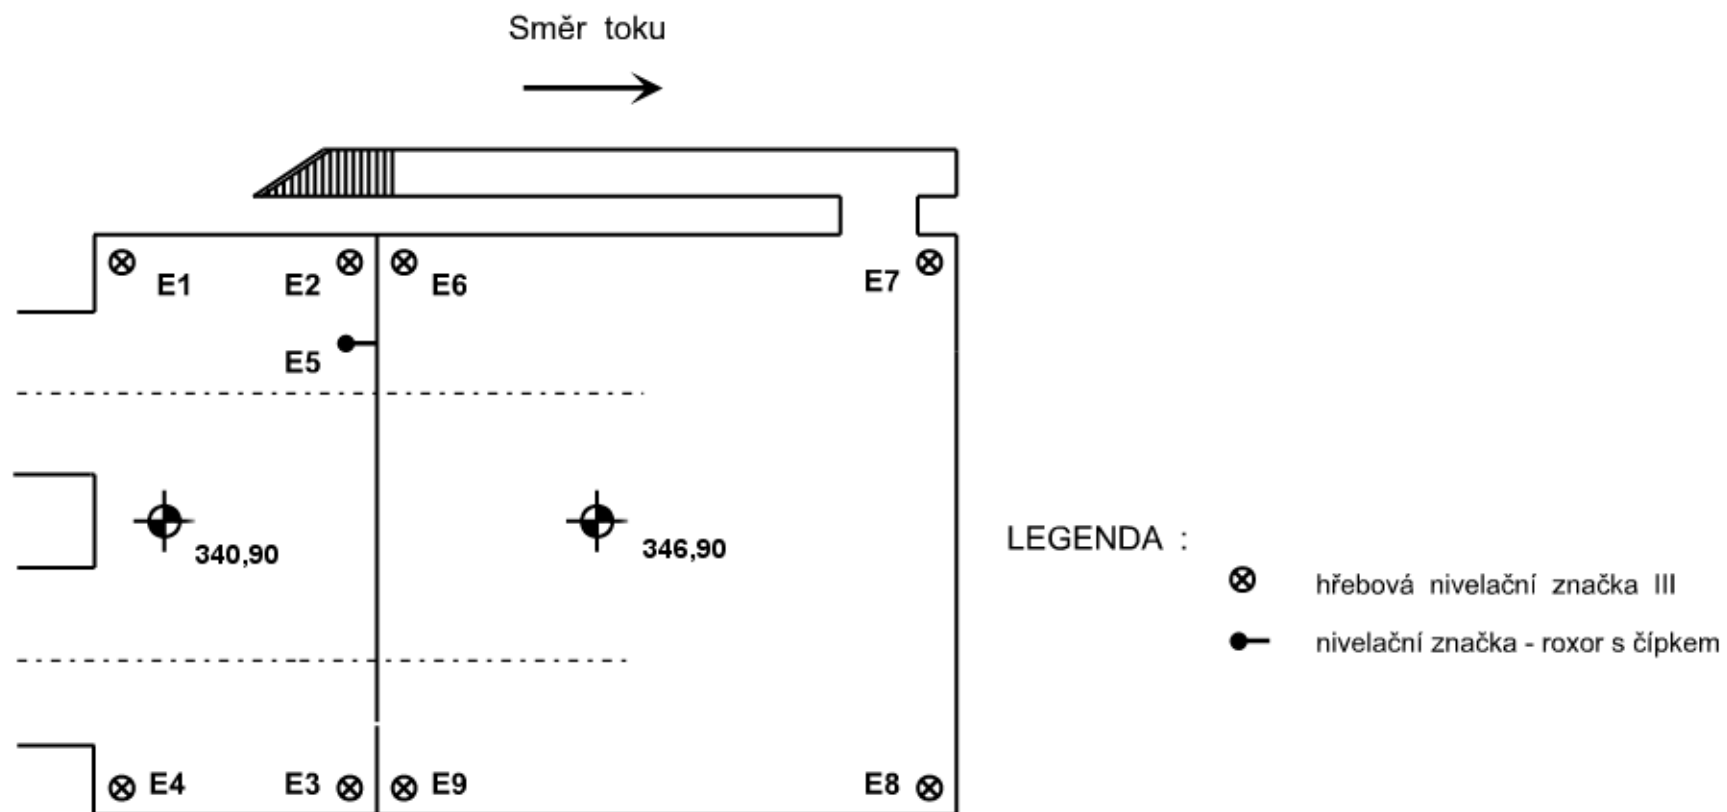 Směr toku
E1
E2
E6
E7
E5
340,90
346,90
LEGENDA :
hřebová nivelační značka III
nivelační značka - roxor s čípkem
E4
E3
E9
E8